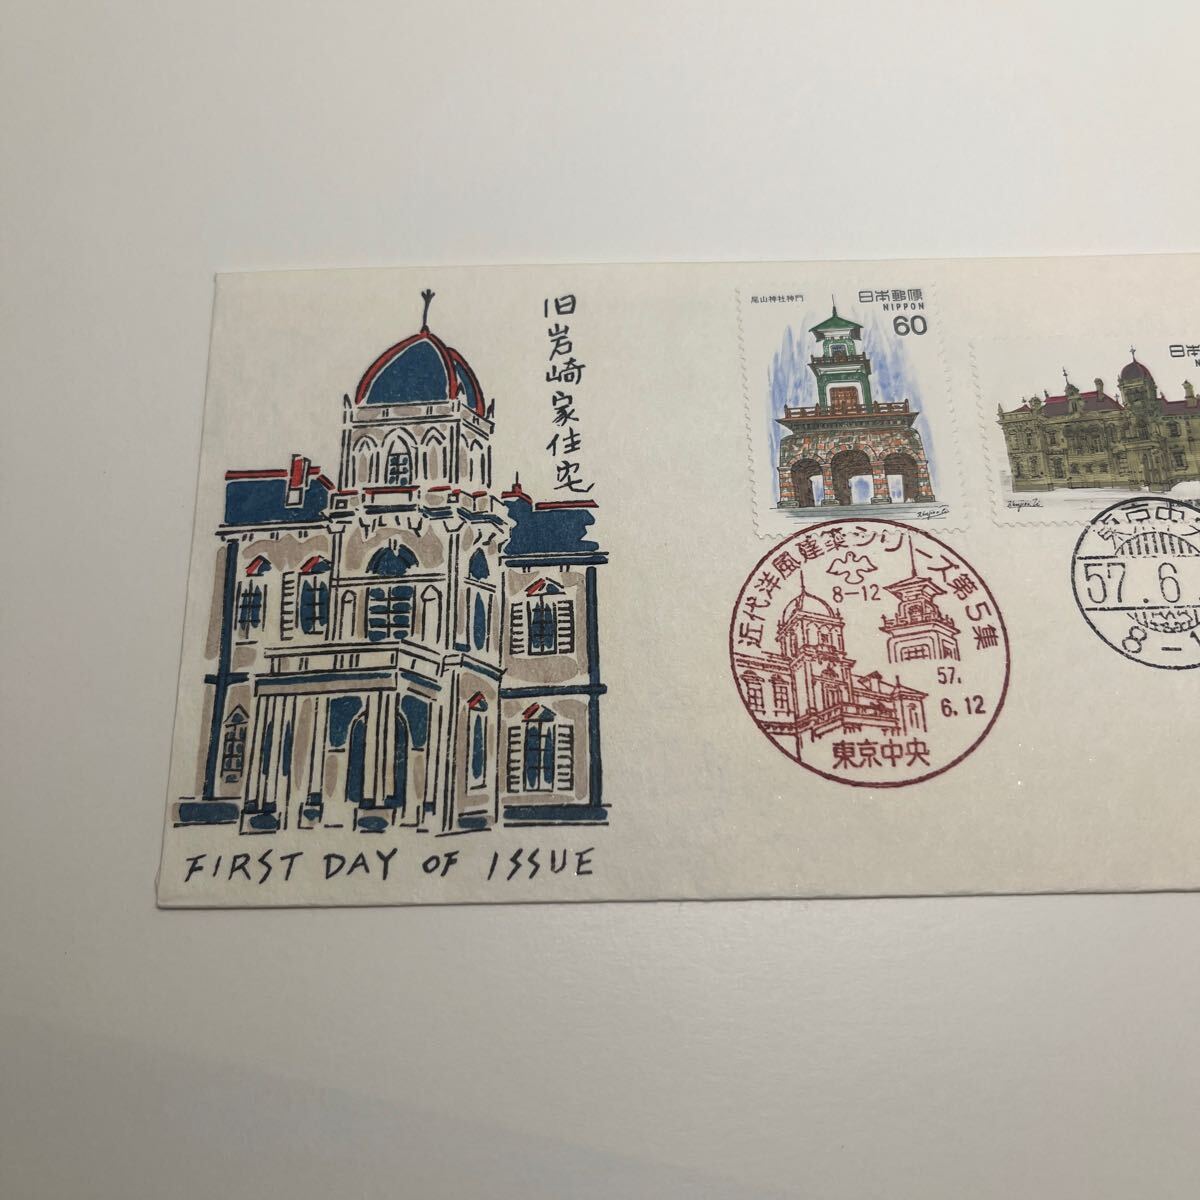 旧岩崎家住宅
FIRST DAY OF ISSUE
尾山神社神門
日本郵便
NIPPON
60
日本
近代洋風建築シリーズ第5集
8-12
57.
6.12
東京中央
57.6.
8-1